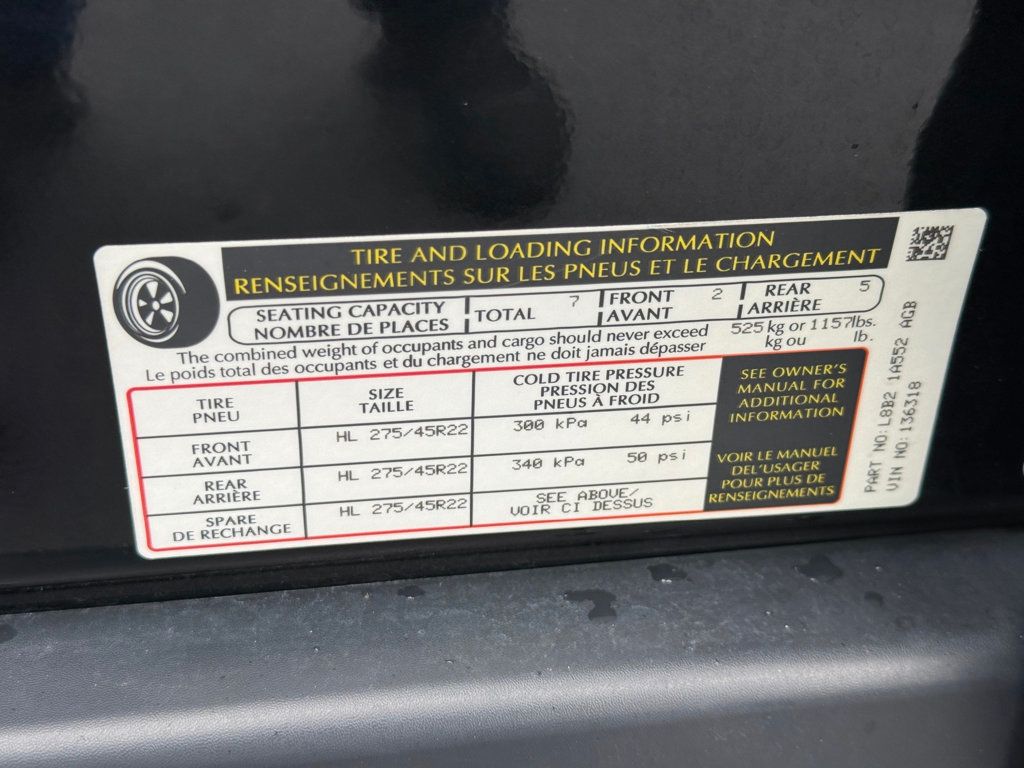 TIRE AND LOADING INFORMATION
RENSEIGNEMENTS SUR LES PNEUS ET LE CHARGEMENT
SEATING CAPACITY
NOMBRE DE PLACES
TOTAL 7
FRONT 2
AVANT
REAR 5
ARRIÈRE
The combined weight of occupants and cargo should never exceed 525 kg or 1157lbs.
Le poids total des occupants et du chargement ne doit jamais dépasser kg ou lb.
TIRE
PNEU
SIZE
TAILLE
COLD TIRE PRESSURE
PRESSION DES
PNEUS À FROID
FRONT
AVANT
HL 275/45R22
300 kPa 44 psi
REAR
ARRIÈRE
HL 275/45R22
340 kPa 50 psi
SPARE
DE RECHANGE
HL 275/45R22
SEE ABOVE/
VOIR CI DESSUS
SEE OWNER'S
MANUAL FOR
ADDITIONAL
INFORMATION
VOIR LE MANUEL
DEL'USAGER
POUR PLUS DE
RENSEIGNEMENTS
PART NO:L8B2 1A552 AGB
VIN NO:136318